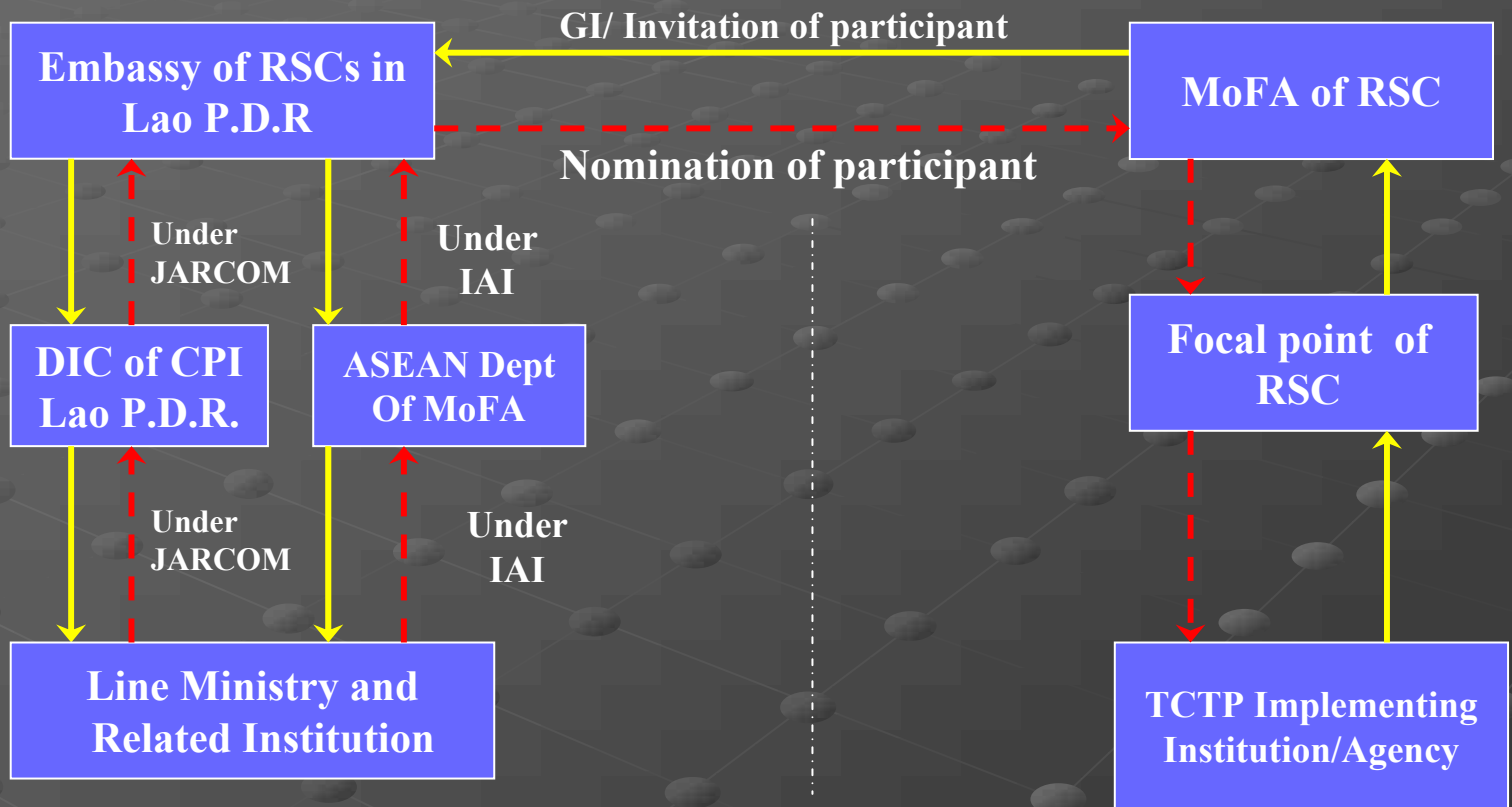 GI/ Invitation of participant
Embassy of RSCs in
Lao P.D.R
MoFA of RSC
Nomination of participant
Under
JARCOM
Under
IAI
DIC of CPI
Lao P.D.R.
ASEAN Dept
Of MoFA
Focal point of
RSC
Under
JARCOM
Under
IAI
Line Ministry and
Related Institution
TCTP Implementing
Institution/Agency